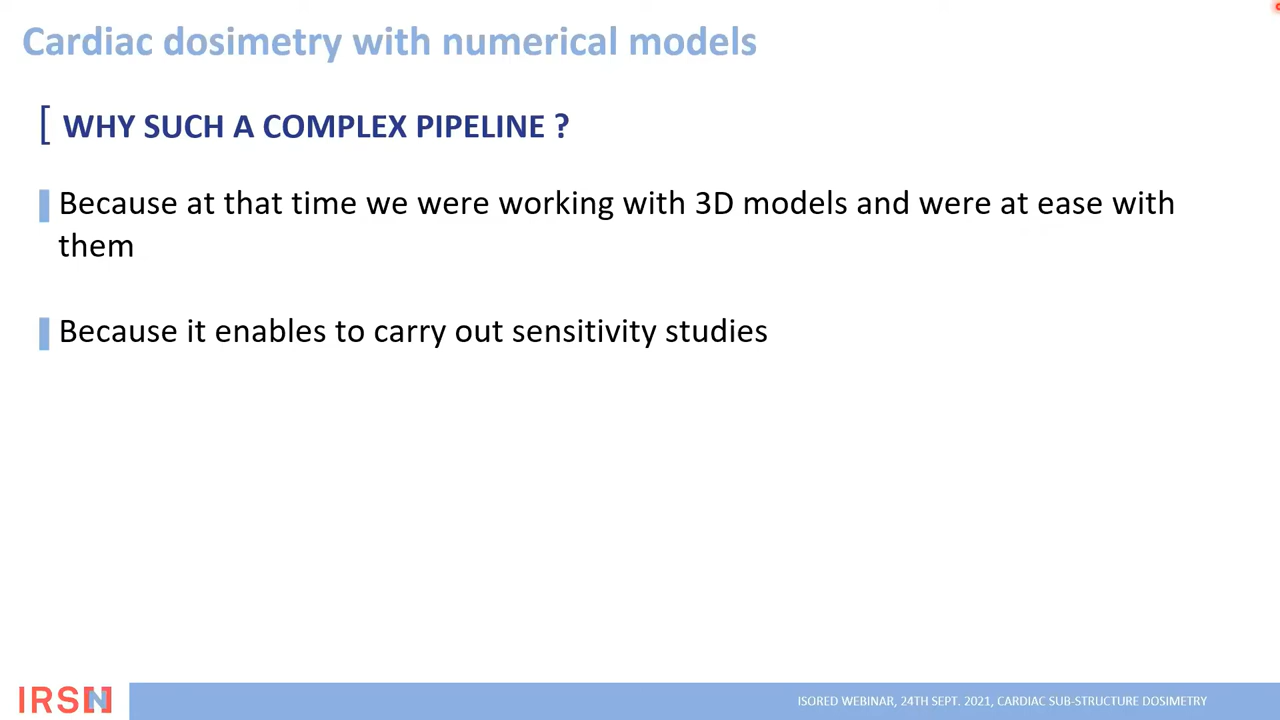 Cardiac dosimetry with numerical models
[ WHY SUCH A COMPLEX PIPELINE ?
Because at that time we were working with 3D models and were at ease with
them
Because it enables to carry out sensitivity studies
IRSN
ISORED WEBINAR, 24TH SEPT. 2021, CARDIAC SUB-STRUCTURE DOSIMETRY